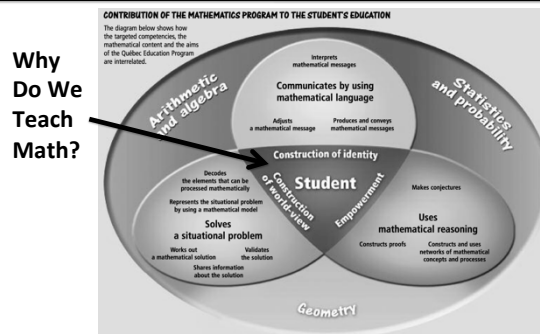 CONTRIBUTION OF THE MATHEMATICS PROGRAM TO THE STUDENT'S EDUCATION
The diagram below shows how
the targeted competencies, the
mathematical content and the aims
of the Québec Education Program
are interrelated.
Why
Do We
Teach
Math?
Arithmetic
and algebra
Statistics
and probability
Interprets
mathematical messages
Communicates by using
mathematical language
Adjusts
a mathematical message
Produces and conveys
mathematical messages
Construction of identity
Student
Construction
of world-view
Empowerment
Decodes
the elements that can be
processed mathematically
Represents the situational problem
by using a mathematical model
Solves
a situational problem
Works out
a mathematical solution
Validates
the solution
Shares information
about the solution
Makes conjectures
Uses
mathematical reasoning
Constructs proofs
Constructs and uses
networks of mathematical
concepts and processes
Geometry